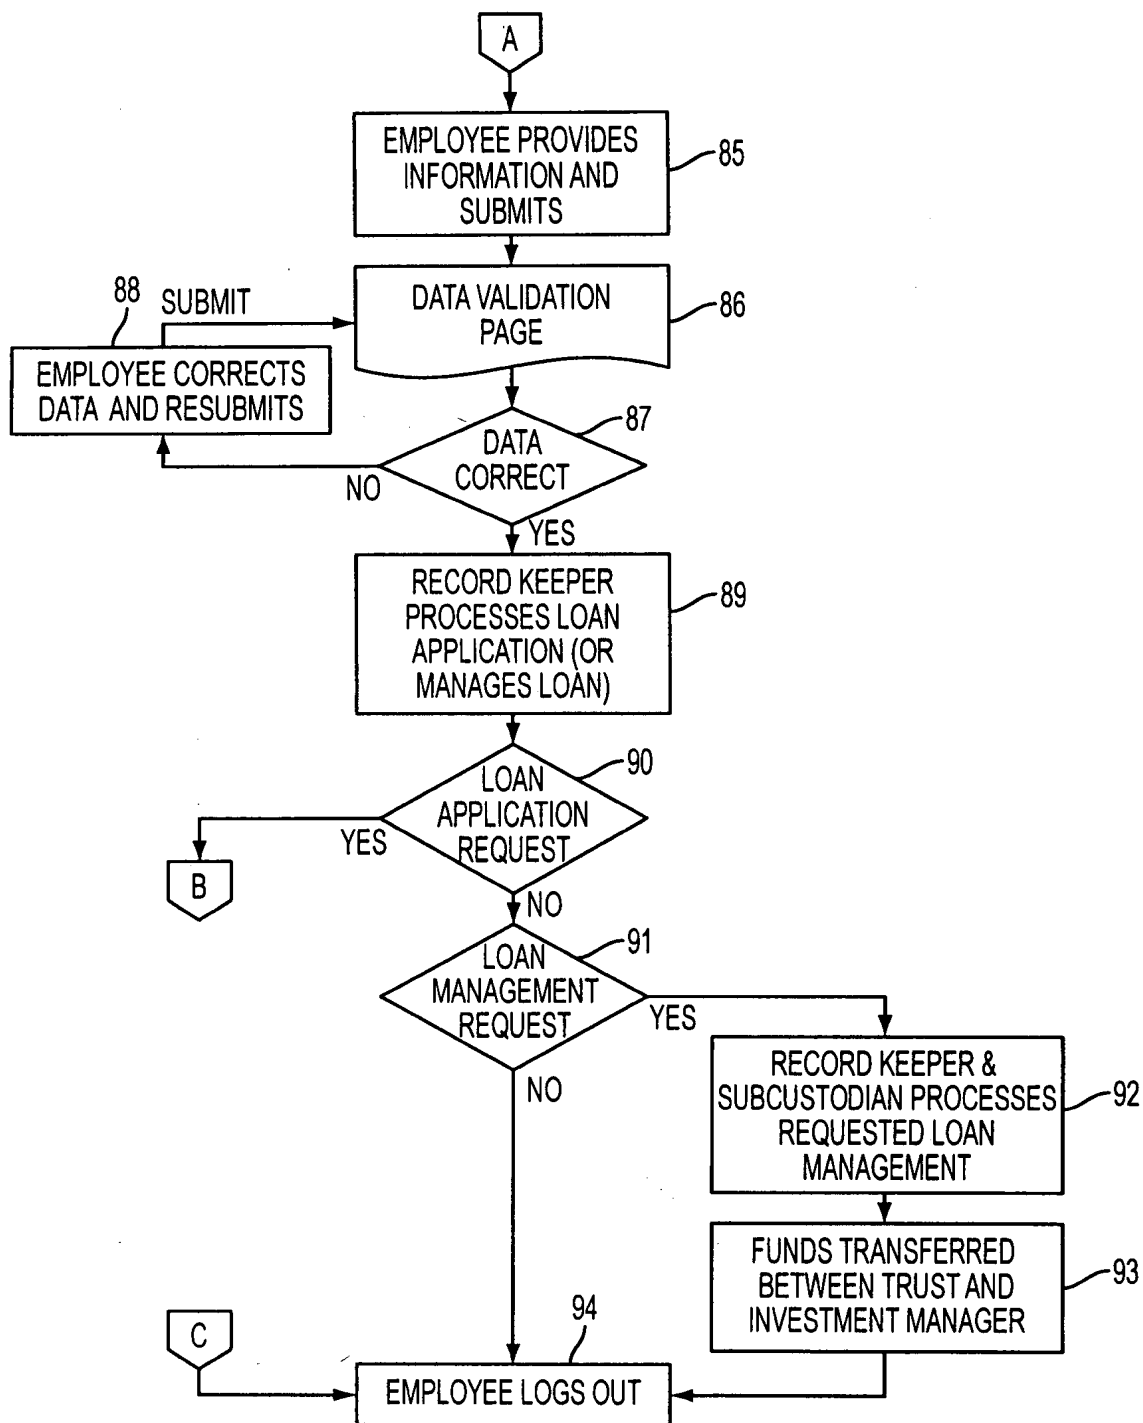 A
EMPLOYEE PROVIDES
INFORMATION AND
SUBMITS
85
88
SUBMIT
DATA VALIDATION
PAGE
86
EMPLOYEE CORRECTS
DATA AND RESUBMITS
87
DATA
CORRECT
NO
YES
RECORD KEEPER
PROCESSES LOAN
APPLICATION (OR
MANAGES LOAN)
89
90
LOAN
APPLICATION
REQUEST
YES
B
NO
91
LOAN
MANAGEMENT
REQUEST
YES
NO
RECORD KEEPER &
SUBCUSTODIAN PROCESSES
REQUESTED LOAN
MANAGEMENT
92
FUNDS TRANSFERRED
BETWEEN TRUST AND
INVESTMENT MANAGER
93
C
94
EMPLOYEE LOGS OUT